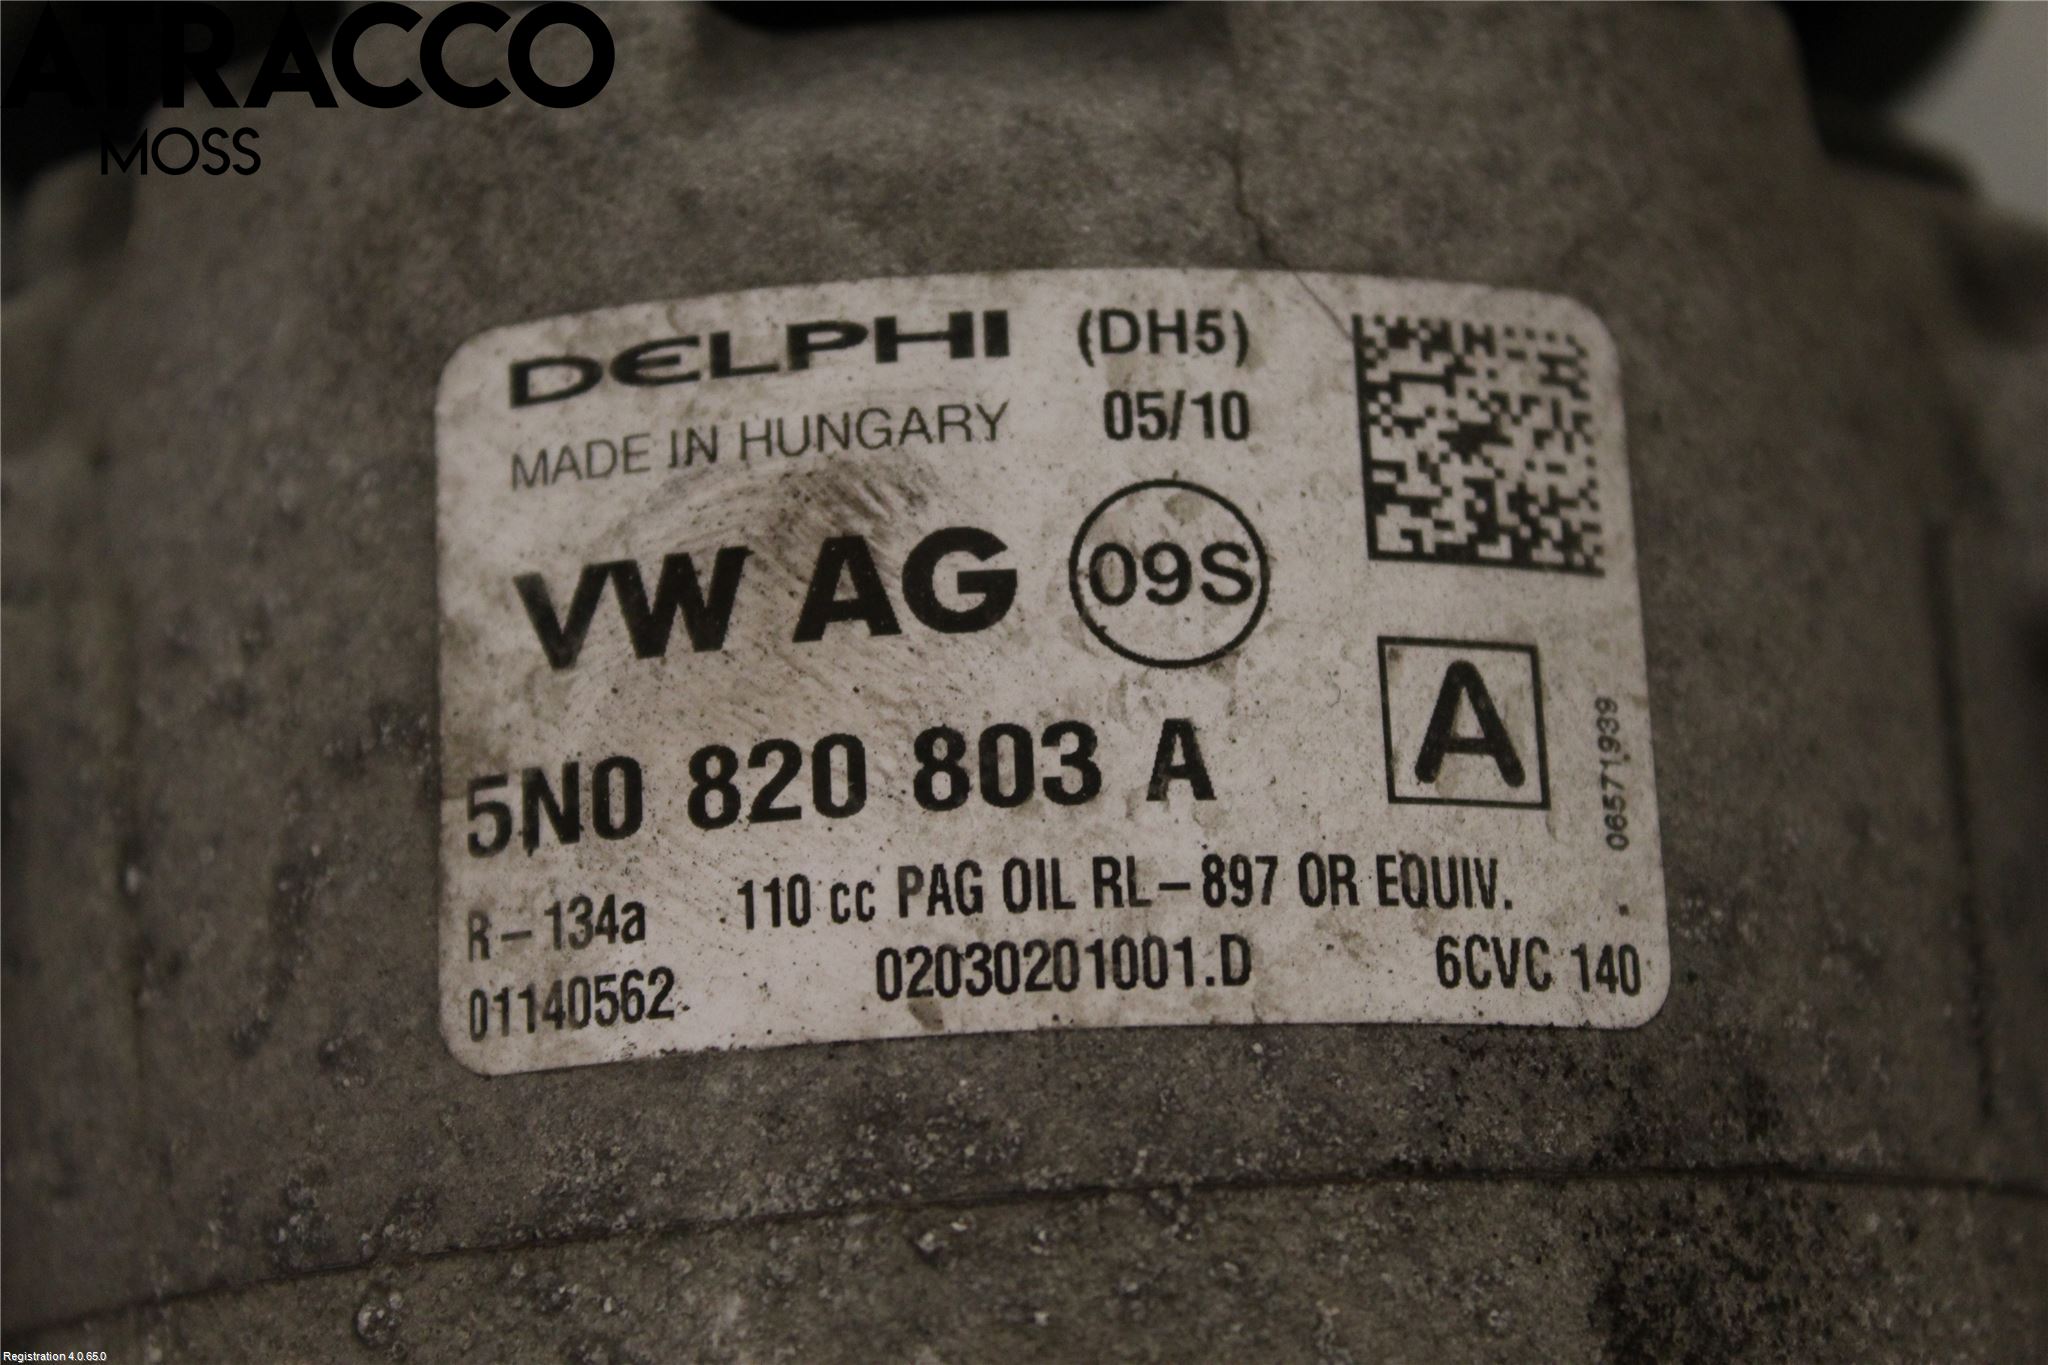 ATRACCO
MOSS
DELPHI (DH5)
MADE IN HUNGARY 05/10
VW AG 09S
A
5N0 820 803 A
06571939
R-134a 110 cc PAG OIL RL-897 OR EQUIV.
01140562 02030201001.D 6CVC 140
Registration 4.0.65.0